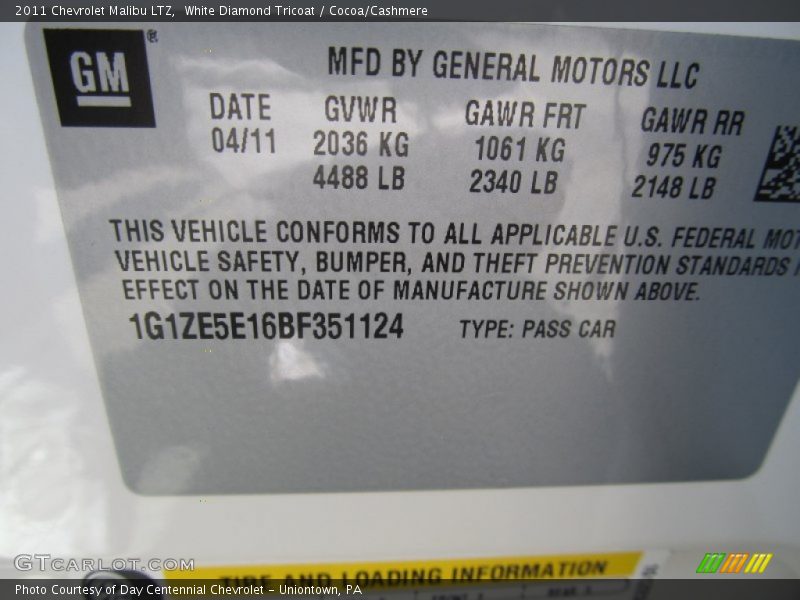 2011 Chevrolet Malibu LTZ, White Diamond Tricoat / Cocoa/Cashmere
GM ®
MFD BY GENERAL MOTORS LLC
DATE GVWR GAWR FRT GAWR RR
04/11 2036 KG 1061 KG 975 KG
4488 LB 2340 LB 2148 LB
THIS VEHICLE CONFORMS TO ALL APPLICABLE U.S. FEDERAL MOT
VEHICLE SAFETY, BUMPER, AND THEFT PREVENTION STANDARDS
EFFECT ON THE DATE OF MANUFACTURE SHOWN ABOVE.
1G1ZE5E16BF351124 TYPE: PASS CAR
TIRE AND LOADING INFORMATION
GTCARLOT.COM
Photo Courtesy of Day Centennial Chevrolet - Uniontown, PA